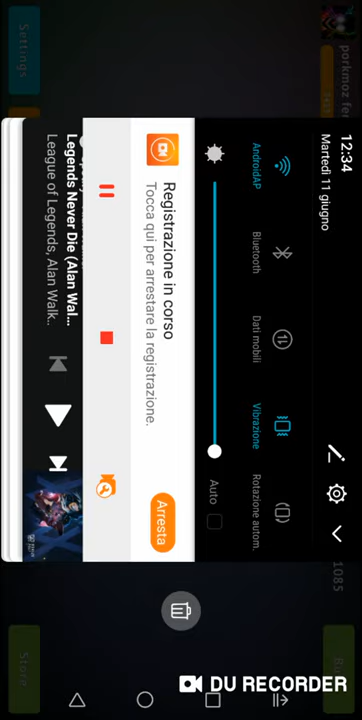 12:34
Martedì 11 giugno
AndroidAP
Bluetooth
Dati mobili
Vibrazione
Rotazione autom.
Auto
Registrazione in corso
Tocca qui per arrestare la registrazione.
Arresta
Legends Never Die (Alan Wal...
League of Legends, Alan Walk..
Settings
Store
1085
DU RECORDER